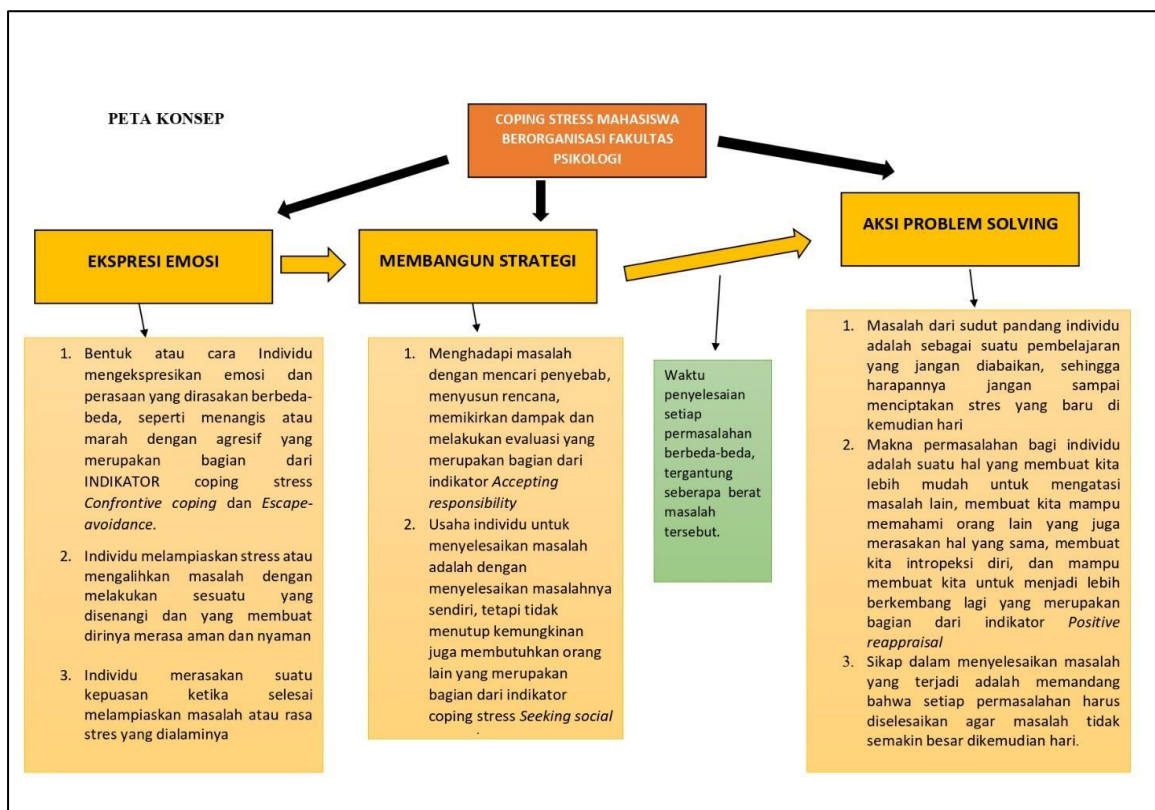 PETA KONSEP
COPING STRESS MAHASISWA
BERORGANISASI FAKULTAS
PSIKOLOGI
EKSPRESI EMOSI
MEMBANGUN STRATEGI
AKSI PROBLEM SOLVING
1. Bentuk atau cara Individu
mengekspresikan emosi dan
perasaan yang dirasakan berbeda-
beda, seperti menangis atau
marah dengan agresif yang
merupakan bagian dari
INDIKATOR coping stress
Confrontive coping dan Escape-
avoidance.
2. Individu melampiaskan stress atau
mengalihkan masalah dengan
melakukan sesuatu yang
disenangi dan yang membuat
dirinya merasa aman dan nyaman
3. Individu merasakan suatu
kepuasan ketika selesai
melampiaskan masalah atau rasa
stres yang dialaminya
1. Menghadapi masalah
dengan mencari penyebab,
menyusun rencana,
memikirkan dampak dan
melakukan evaluasi yang
merupakan bagian dari
indikator Accepting
responsibility
2. Usaha individu untuk
menyelesaikan masalah
adalah dengan
menyelesaikan masalahnya
sendiri, tetapi tidak
menutup kemungkinan
juga membutuhkan orang
lain yang merupakan
bagian dari indikator
coping stress Seeking social
Waktu
penyelesaian
setiap
permasalahan
berbeda-beda,
tergantung
seberapa berat
masalah
tersebut.
1. Masalah dari sudut pandang individu
adalah sebagai suatu pembelajaran
yang jangan diabaikan, sehingga
harapannya jangan sampai
menciptakan stres yang baru di
kemudian hari
2. Makna permasalahan bagi individu
adalah suatu hal yang membuat kita
lebih mudah untuk mengatasi
masalah lain, membuat kita mampu
memahami orang lain yang juga
merasakan hal yang sama, membuat
kita intropeksi diri, dan mampu
membuat kita untuk menjadi lebih
berkembang lagi yang merupakan
bagian dari indikator Positive
reappraisal
3. Sikap dalam menyelesaikan masalah
yang terjadi adalah memandang
bahwa setiap permasalahan harus
diselesaikan agar masalah tidak
semakin besar dikemudian hari.